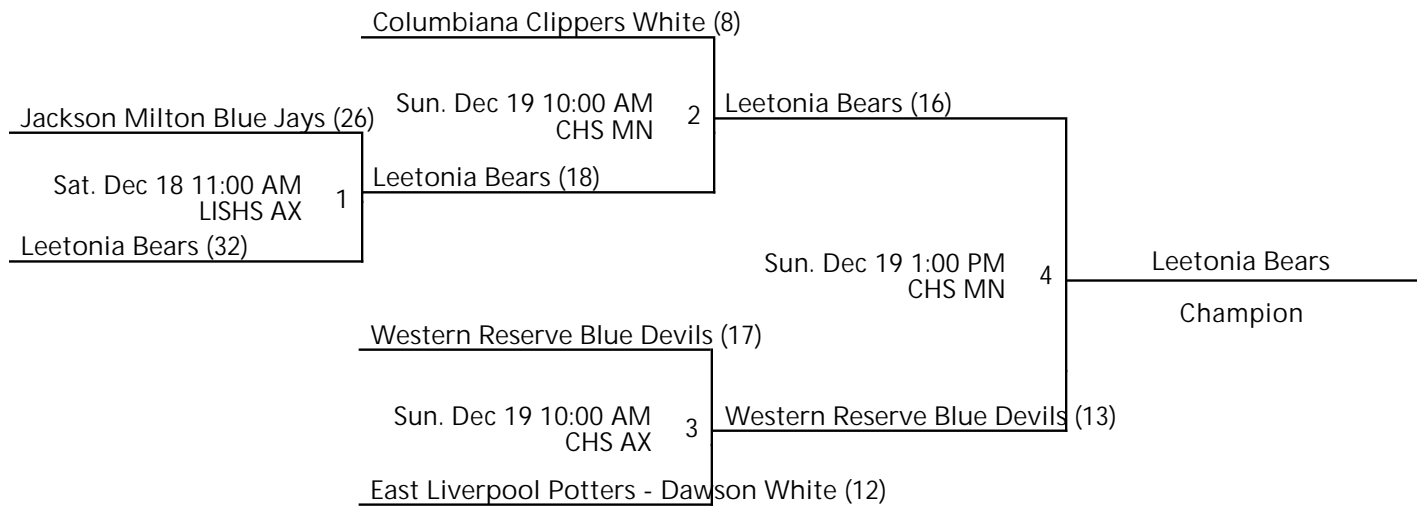 Columbiana Clippers White (8)
Jackson Milton Blue Jays (26)
Sun. Dec 19 10:00 AM
CHS MN
2
Leetonia Bears (16)
Sat. Dec 18 11:00 AM
LISHS AX
1
Leetonia Bears (18)
Leetonia Bears (32)
Sun. Dec 19 1:00 PM
CHS MN
4
Leetonia Bears
Champion
Western Reserve Blue Devils (17)
Sun. Dec 19 10:00 AM
CHS AX
3
Western Reserve Blue Devils (13)
East Liverpool Potters - Dawson White (12)